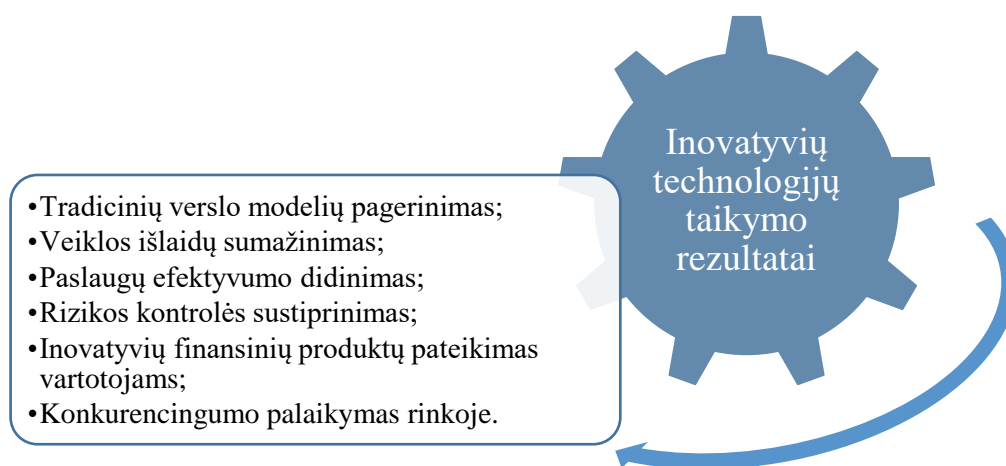 Inovatyvių
technologijų
taikymo
rezultatai
•Tradicinių verslo modelių pagerinimas;
•Veiklos išlaidų sumažinimas;
•Paslaugų efektyvumo didinimas;
•Rizikos kontrolės sustiprinimas;
•Inovatyvių finansinių produktų pateikimas
vartotojams;
•Konkurencingumo palaikymas rinkoje.